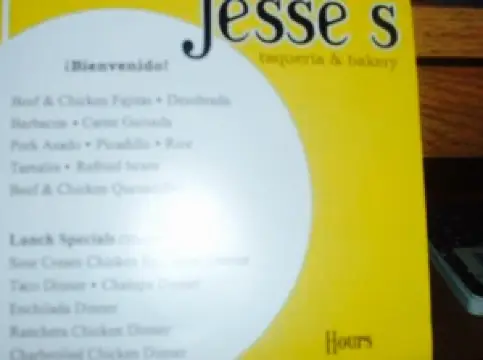 Jesse's
taqueria & bakery
¡Bienvenido!
Beef & Chicken Fajitas • Desebrada
Barbacoa • Carne Guisada
Pork Asado • Picadillo • Rice
Tamales • Refried beans
Beef & Chicken
Lunch Specials
Sour Cream Chicken
Taco Dinner • Chalupa Dinner
Enchilada Dinner
Ranchera Chicken Dinner
Charbroiled Chicken Dinner
Hours